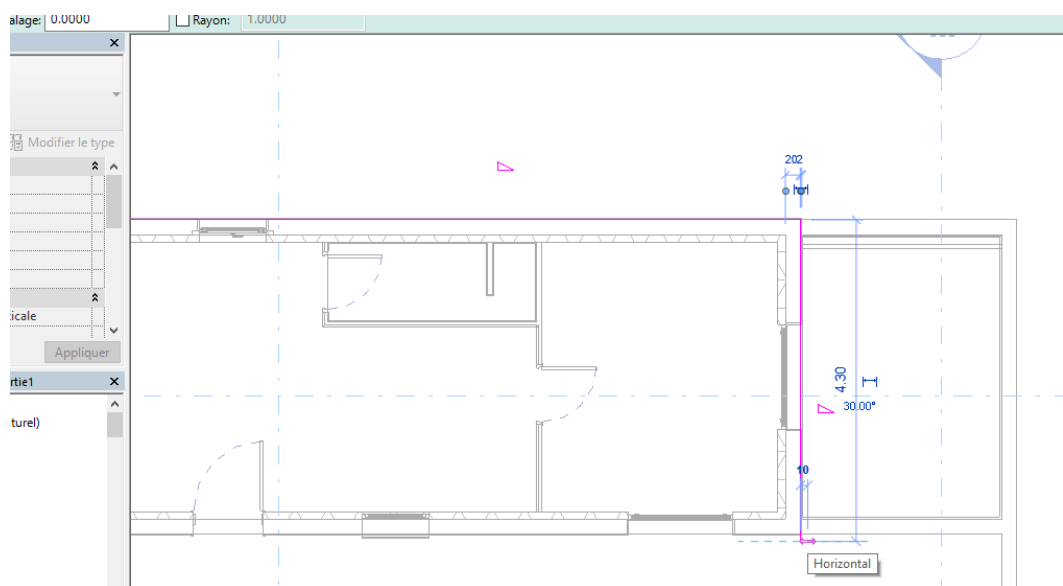 alage: 0.0000 Rayon: 1.0000
Modifier le type
icale
Appliquer
rtie1
turel)
202
4.30
30.00°
10
Horizontal